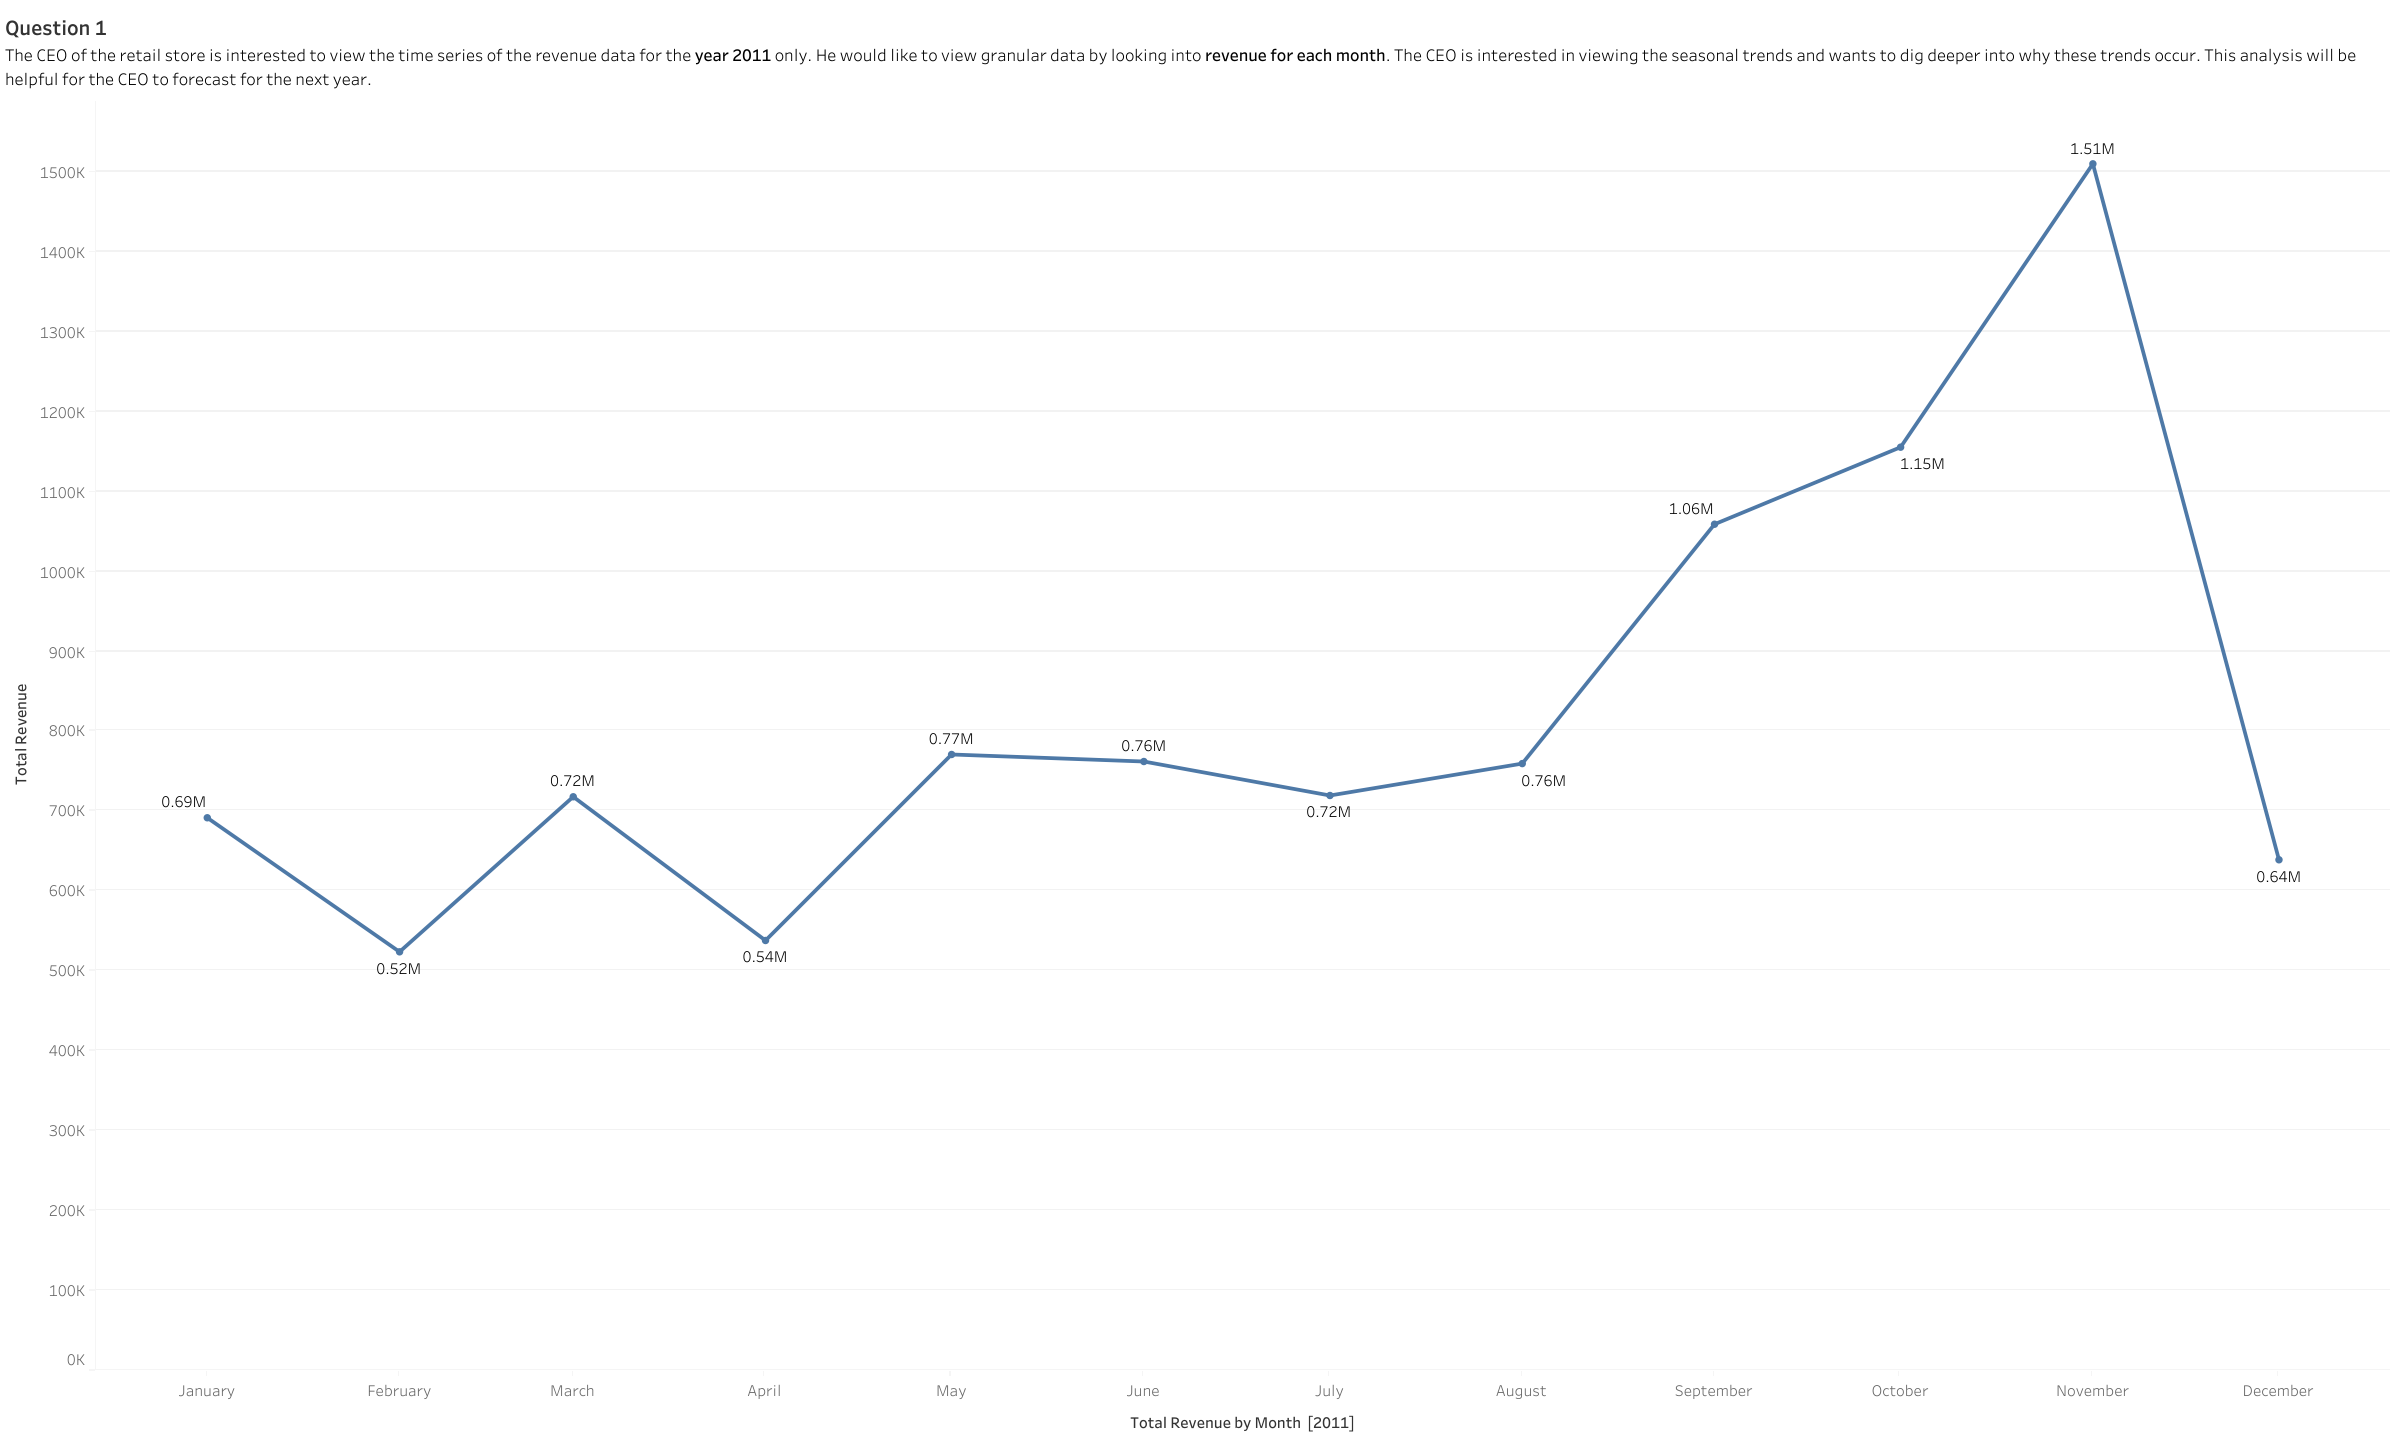 Question 1
The CEO of the retail store is interested to view the time series of the revenue data for the year 2011 only. He would like to view granular data by looking into revenue for each month. The CEO is interested in viewing the seasonal trends and wants to dig deeper into why these trends occur. This analysis will be
helpful for the CEO to forecast for the next year.
1.51M
1500K
1400K
1300K
1200K
1.15M
1100K
1.06M
1000K
900K
Total Revenue
800K
0.77M
0.76M
0.72M
0.76M
0.69M
700K
0.72M
0.64M
600K
0.54M
0.52M
500K
400K
300K
200K
100K
0K
January February March April May June July August September October November December
Total Revenue by Month [2011]